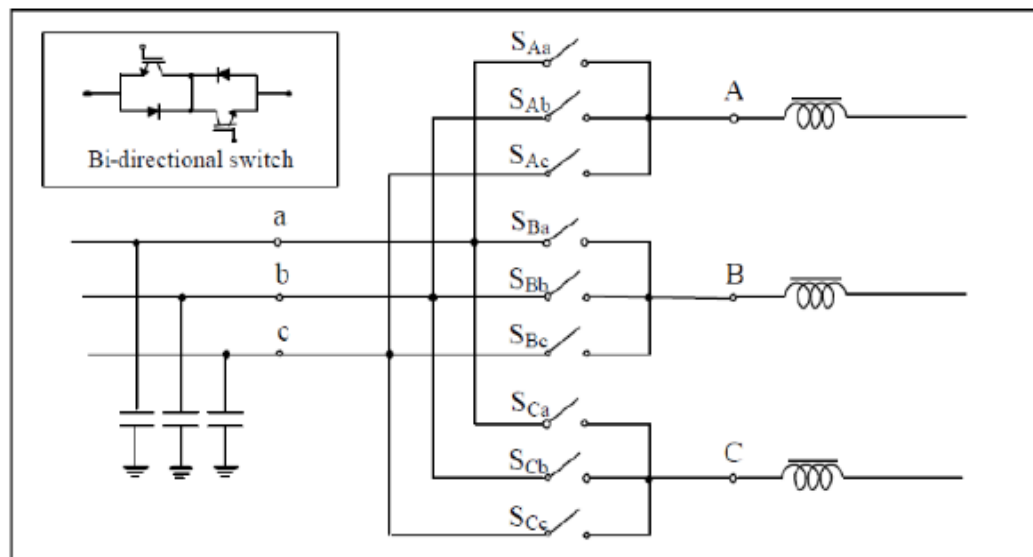 S_Aa
S_Ab
A
Bi-directional switch
S_Ac
a
S_Ba
b
S_Bb
B
c
S_Bc
S_Ca
S_Cb
C
S_Cc